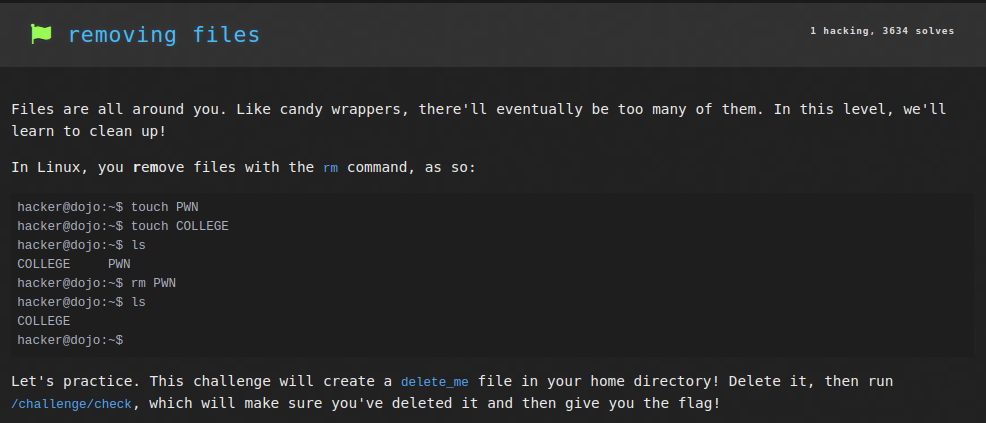 removing files
1 hacking, 3634 solves
Files are all around you. Like candy wrappers, there'll eventually be too many of them. In this level, we'll
learn to clean up!
In Linux, you remove files with the rm command, as so:
hacker@dojo:~$ touch PWN
hacker@dojo:~$ touch COLLEGE
hacker@dojo:~$ ls
COLLEGE     PWN
hacker@dojo:~$ rm PWN
hacker@dojo:~$ ls
COLLEGE
hacker@dojo:~$
Let's practice. This challenge will create a delete_me file in your home directory! Delete it, then run
/challenge/check, which will make sure you've deleted it and then give you the flag!